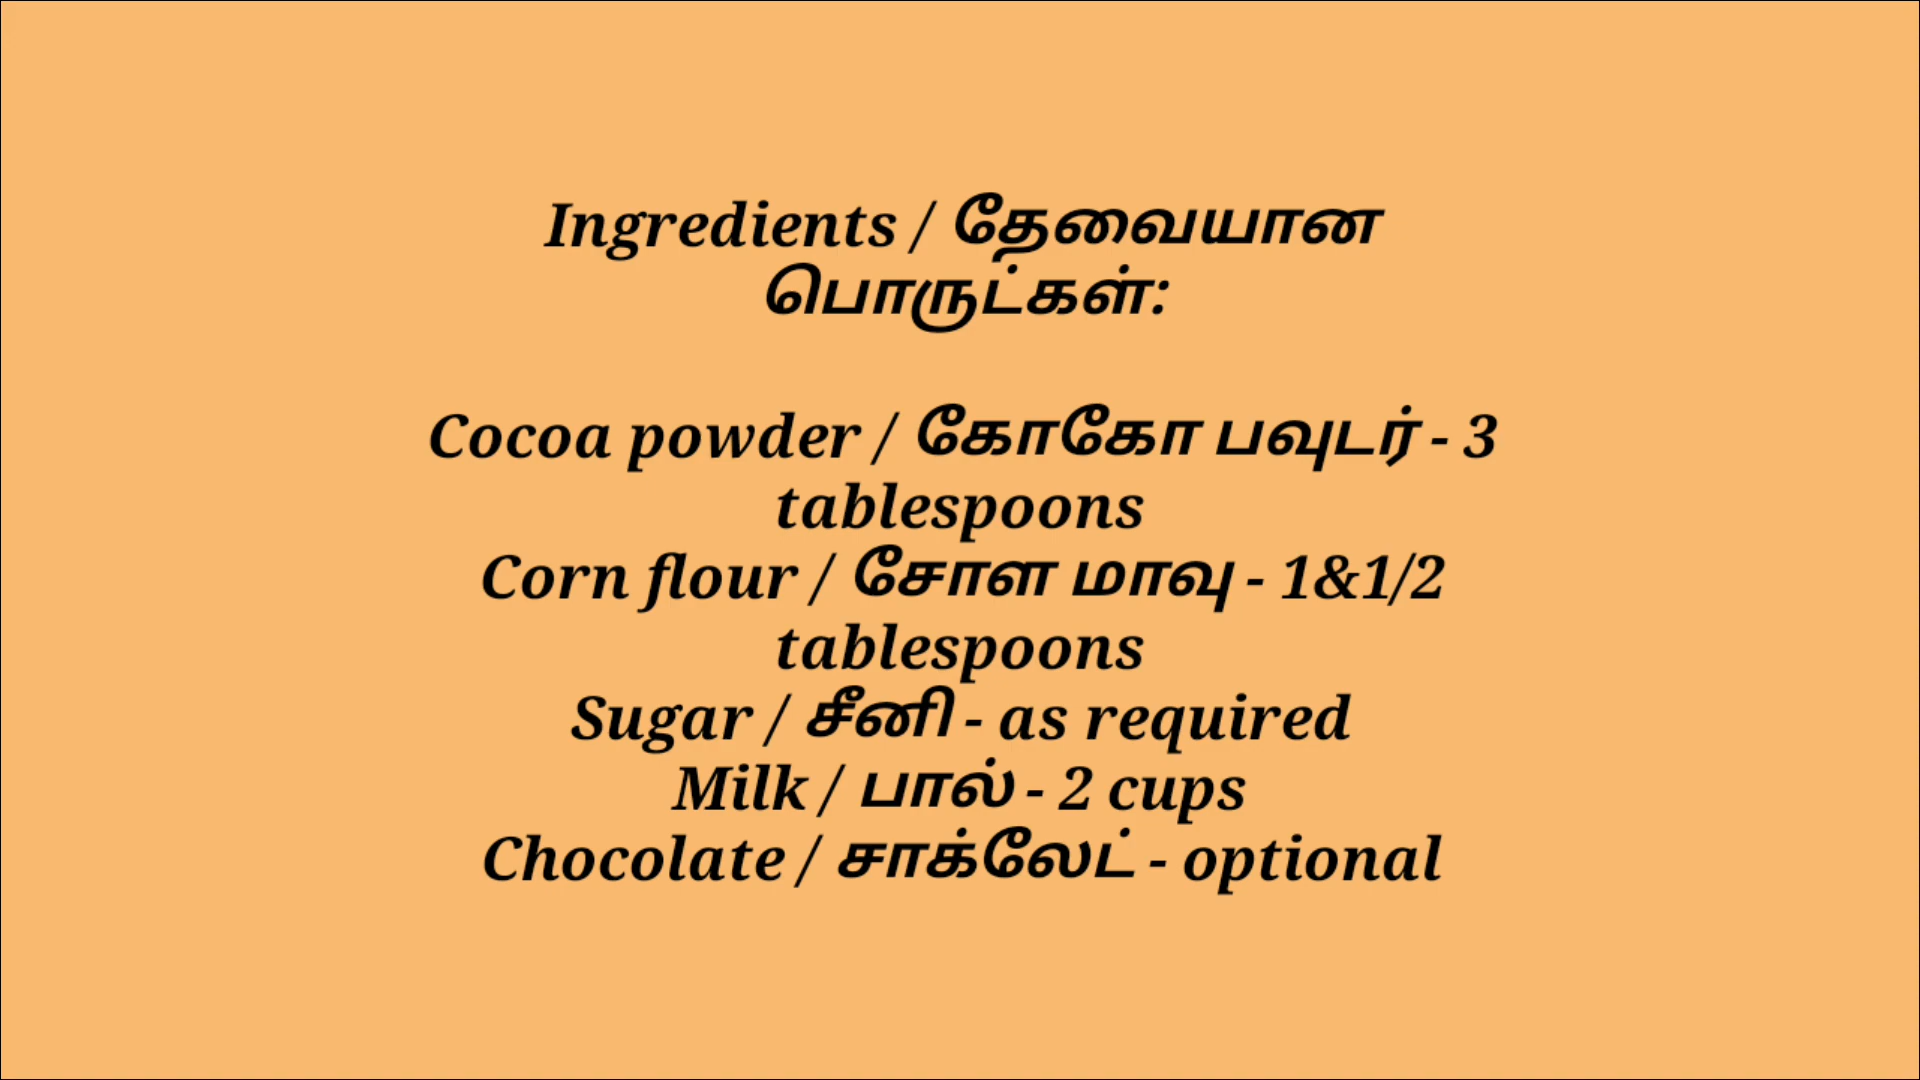 Ingredients / தேவையான
பொருட்கள்:
Cocoa powder / கோகோ பவுடர் - 3
tablespoons
Corn flour / சோள மாவு - 1&1/2
tablespoons
Sugar / சீனி - as required
Milk / பால் - 2 cups
Chocolate / சாக்லேட் - optional